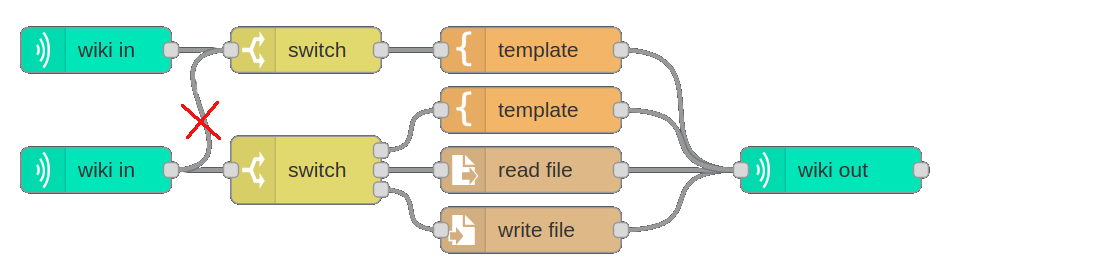 wiki in
switch
template
template
wiki in
switch
read file
wiki out
write file